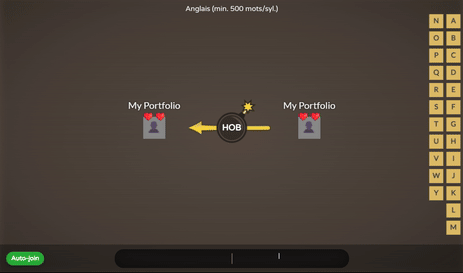 Anglais (min. 500 mots/syl.)
My Portfolio
My Portfolio
HOB
N A
O B
P C
Q D
R E
S F
T G
U H
V I
W J
Y K
L
M
Auto-join